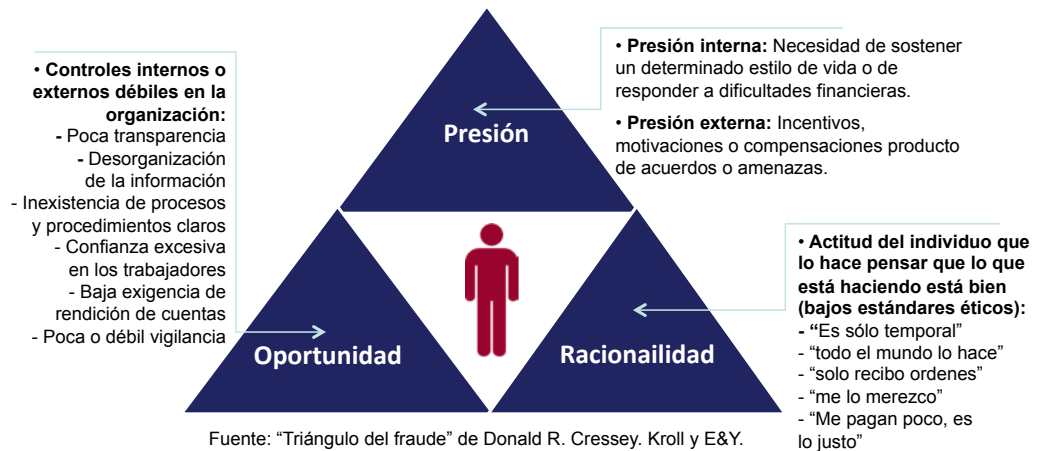 • Controles internos o
externos débiles en la
organización:
- Poca transparencia
- Desorganización
de la información
- Inexistencia de procesos
y procedimientos claros
- Confianza excesiva
en los trabajadores
- Baja exigencia de
rendición de cuentas
- Poca o débil vigilancia
Presión
• Presión interna: Necesidad de sostener
un determinado estilo de vida o de
responder a dificultades financieras.
• Presión externa: Incentivos,
motivaciones o compensaciones producto
de acuerdos o amenazas.
Oportunidad
Racionailidad
• Actitud del individuo que
lo hace pensar que lo que
está haciendo está bien
(bajos estándares éticos):
- “Es sólo temporal”
- “todo el mundo lo hace”
- “solo recibo ordenes”
- “me lo merezco”
- “Me pagan poco, es
lo justo”
Fuente: “Triángulo del fraude” de Donald R. Cressey. Kroll y E&Y.